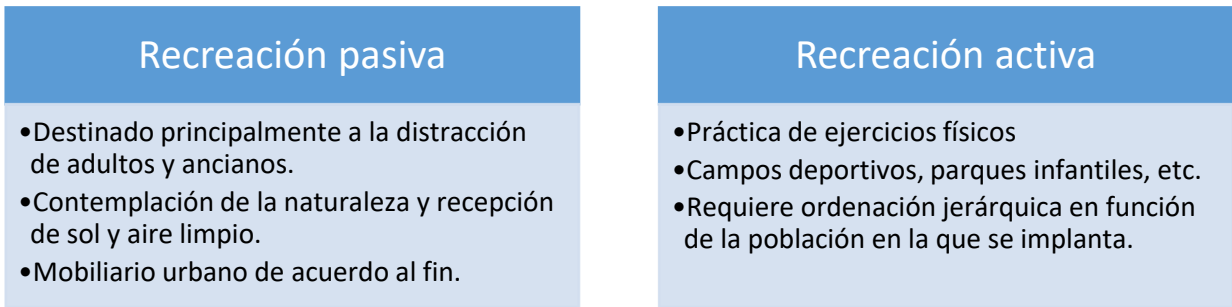 Recreación pasiva
•Destinado principalmente a la distracción
de adultos y ancianos.
•Contemplación de la naturaleza y recepción
de sol y aire limpio.
•Mobiliario urbano de acuerdo al fin.
Recreación activa
•Práctica de ejercicios físicos
•Campos deportivos, parques infantiles, etc.
•Requiere ordenación jerárquica en función
de la población en la que se implanta.